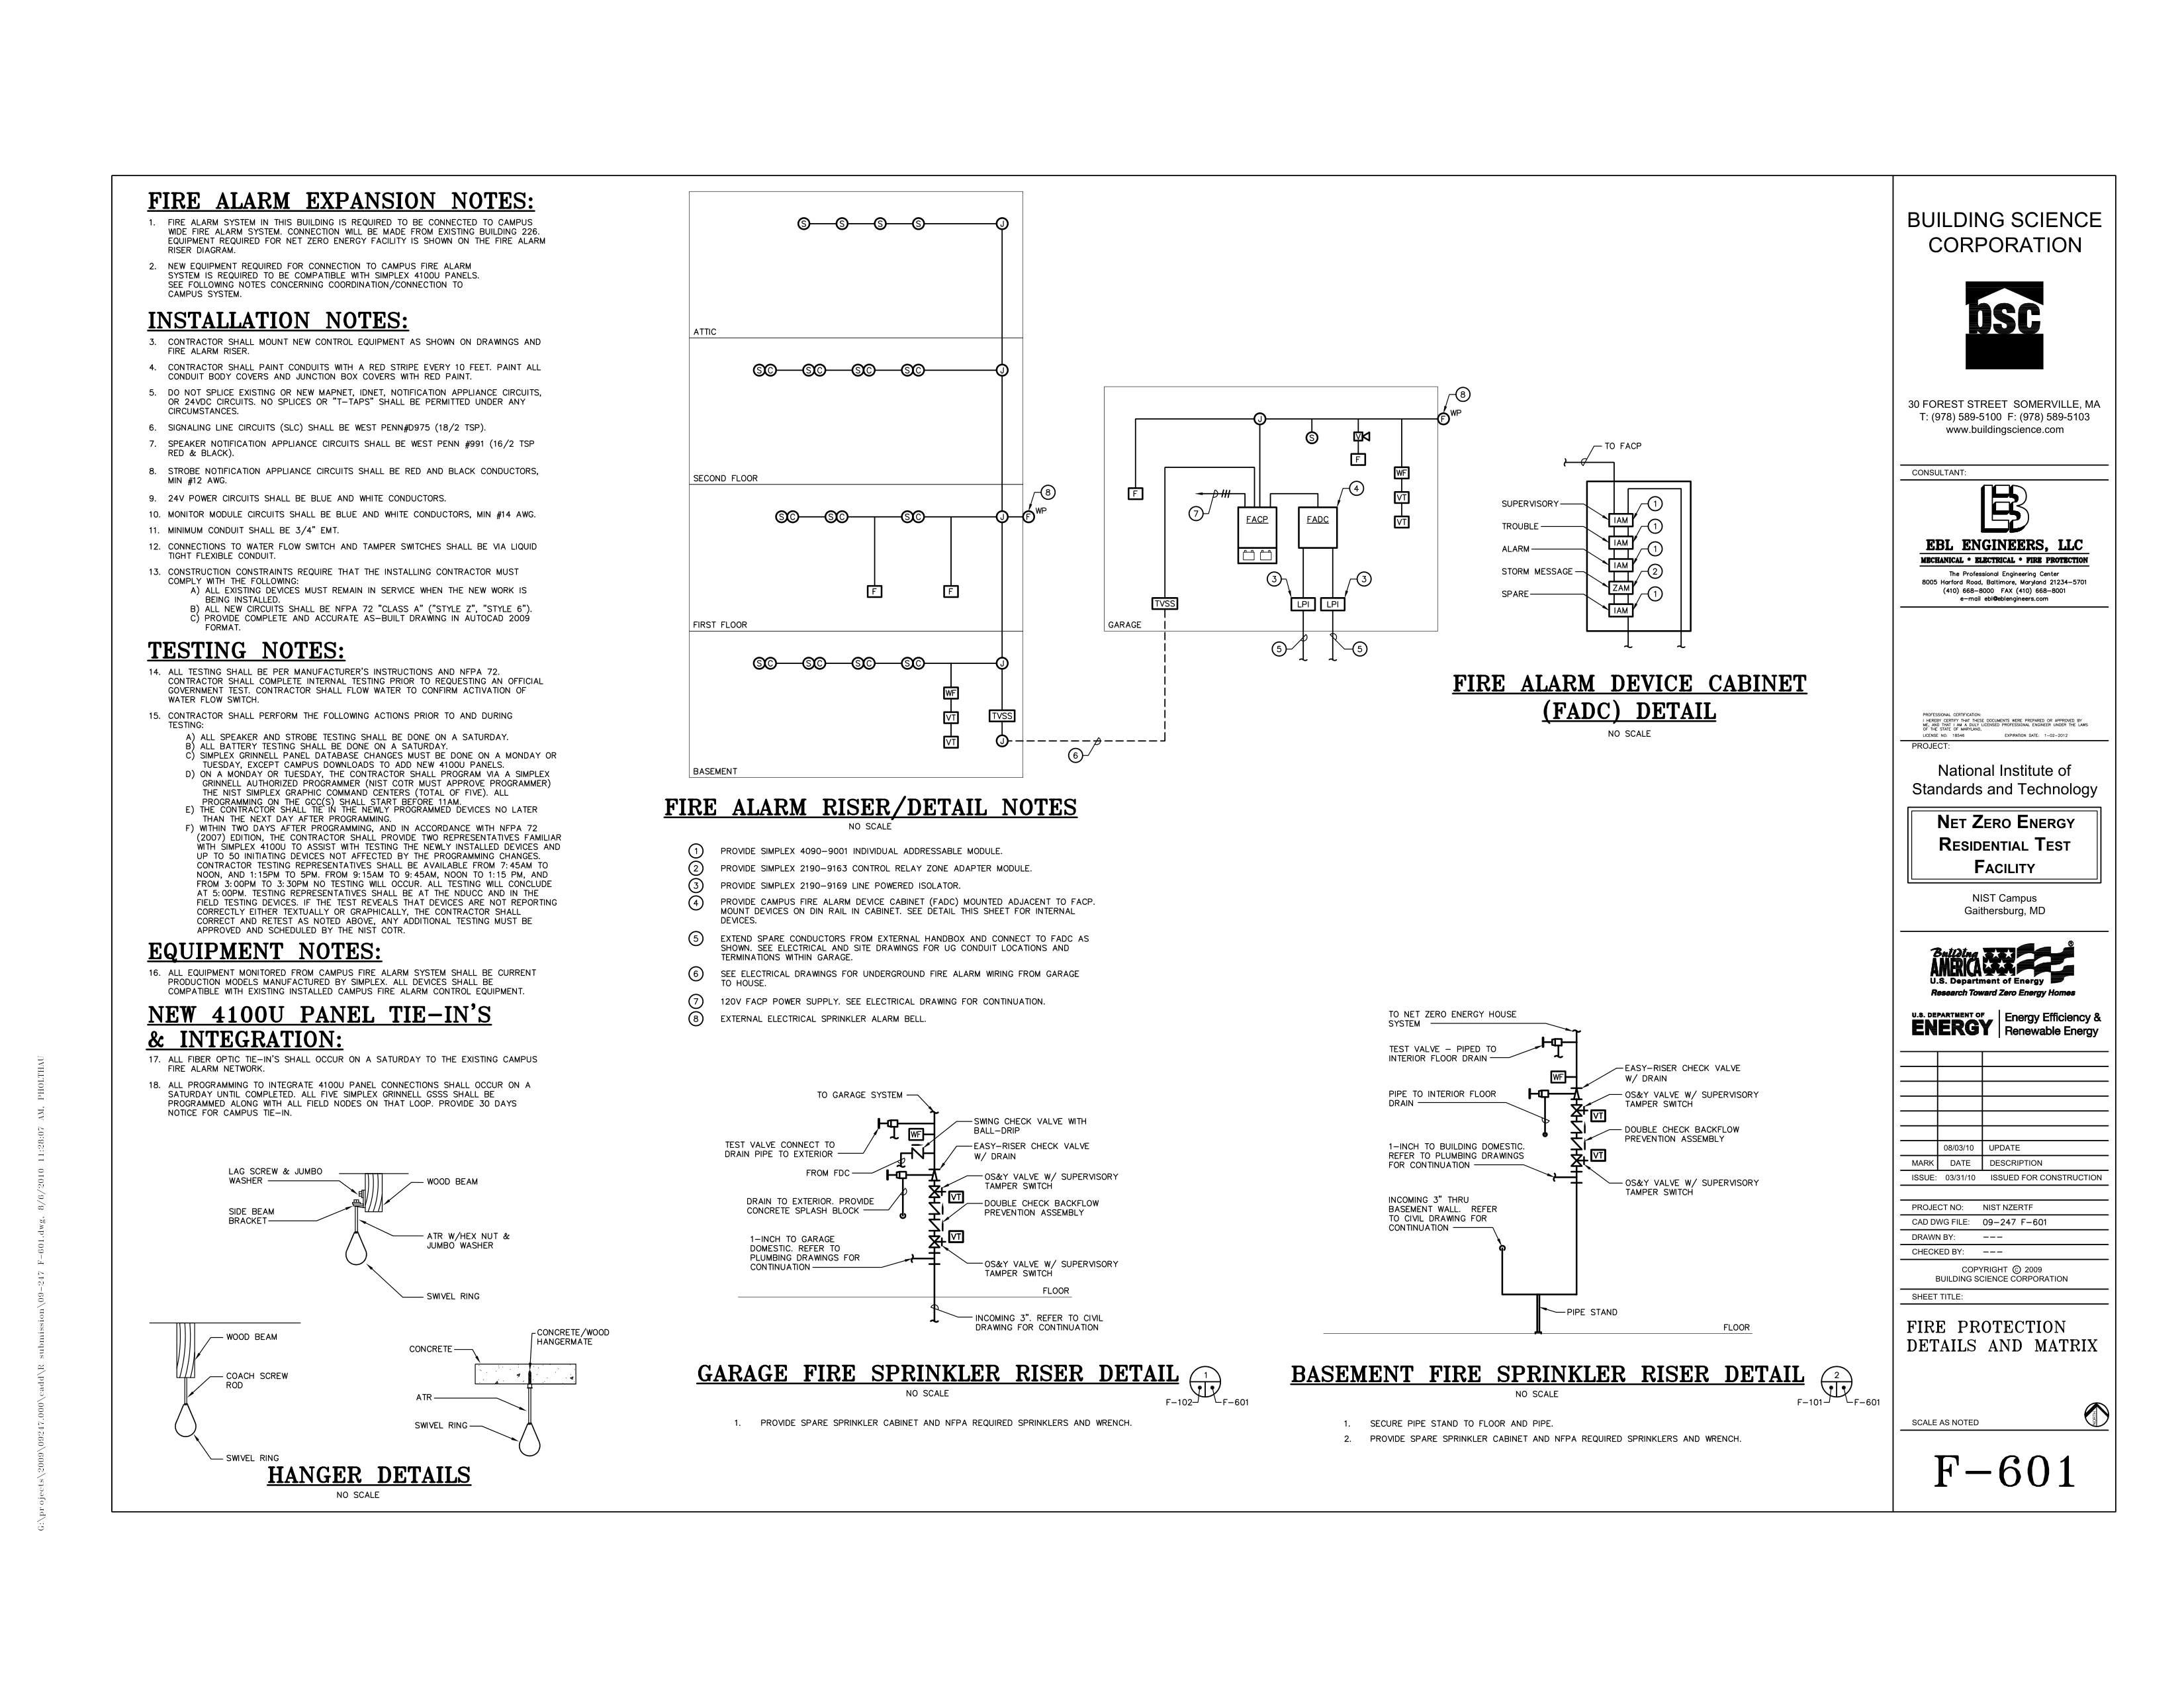 FIRE ALARM EXPANSION NOTES:
1. FIRE ALARM SYSTEM IN THIS BUILDING IS REQUIRED TO BE CONNECTED TO CAMPUS
WIDE FIRE ALARM SYSTEM. CONNECTION WILL BE MADE FROM EXISTING BUILDING 226.
EQUIPMENT REQUIRED FOR NET ZERO ENERGY FACILITY IS SHOWN ON THE FIRE ALARM
RISER DIAGRAM.
2. NEW EQUIPMENT REQUIRED FOR CONNECTION TO CAMPUS FIRE ALARM
SYSTEM IS REQUIRED TO BE COMPATIBLE WITH SIMPLEX 4100U PANELS.
SEE FOLLOWING NOTES CONCERNING COORDINATION/CONNECTION TO
CAMPUS SYSTEM.
INSTALLATION NOTES:
3. CONTRACTOR SHALL MOUNT NEW CONTROL EQUIPMENT AS SHOWN ON DRAWINGS AND
FIRE ALARM RISER.
4. CONTRACTOR SHALL PAINT CONDUITS WITH A RED STRIPE EVERY 10 FEET. PAINT ALL
CONDUIT BODY COVERS AND JUNCTION BOX COVERS WITH RED PAINT.
5. DO NOT SPLICE EXISTING OR NEW MAPNET, IDNET, NOTIFICATION APPLIANCE CIRCUITS,
OR 24VDC CIRCUITS. NO SPLICES OR "T-TAPS" SHALL BE PERMITTED UNDER ANY
CIRCUMSTANCES.
6. SIGNALING LINE CIRCUITS (SLC) SHALL BE WEST PENN#D975 (18/2 TSP).
7. SPEAKER NOTIFICATION APPLIANCE CIRCUITS SHALL BE WEST PENN #991 (16/2 TSP
RED & BLACK).
8. STROBE NOTIFICATION APPLIANCE CIRCUITS SHALL BE RED AND BLACK CONDUCTORS,
MIN #12 AWG.
9. 24V POWER CIRCUITS SHALL BE BLUE AND WHITE CONDUCTORS.
10. MONITOR MODULE CIRCUITS SHALL BE BLUE AND WHITE CONDUCTORS, MIN #14 AWG.
11. MINIMUM CONDUIT SHALL BE 3/4" EMT.
12. CONNECTIONS TO WATER FLOW SWITCH AND TAMPER SWITCHES SHALL BE VIA LIQUID
TIGHT FLEXIBLE CONDUIT.
13. CONSTRUCTION CONSTRAINTS REQUIRE THAT THE INSTALLING CONTRACTOR MUST
COMPLY WITH THE FOLLOWING:
A) ALL EXISTING DEVICES MUST REMAIN IN SERVICE WHEN THE NEW WORK IS
BEING INSTALLED.
B) ALL NEW CIRCUITS SHALL BE NFPA 72 "CLASS A" ("STYLE Z", "STYLE 6").
C) PROVIDE COMPLETE AND ACCURATE AS-BUILT DRAWING IN AUTOCAD 2009
FORMAT.
TESTING NOTES:
14. ALL TESTING SHALL BE PER MANUFACTURER'S INSTRUCTIONS AND NFPA 72.
CONTRACTOR SHALL COMPLETE INTERNAL TESTING PRIOR TO REQUESTING AN OFFICIAL
GOVERNMENT TEST. CONTRACTOR SHALL FLOW WATER TO CONFIRM ACTIVATION OF
WATER FLOW SWITCH.
15. CONTRACTOR SHALL PERFORM THE FOLLOWING ACTIONS PRIOR TO AND DURING
TESTING:
A) ALL SPEAKER AND STROBE TESTING SHALL BE DONE ON A SATURDAY.
B) ALL BATTERY TESTING SHALL BE DONE ON A SATURDAY.
C) SIMPLEX GRINNELL PANEL DATABASE CHANGES MUST BE DONE ON A MONDAY OR
TUESDAY, EXCEPT CAMPUS DOWNLOADS TO ADD NEW 4100U PANELS.
D) ON A MONDAY OR TUESDAY, THE CONTRACTOR SHALL PROGRAM VIA A SIMPLEX
GRINNELL AUTHORIZED PROGRAMMER (NIST COTR MUST APPROVE PROGRAMMER)
THE NIST SIMPLEX GRAPHIC COMMAND CENTERS (TOTAL OF FIVE). ALL
PROGRAMMING ON THE GCC(S) SHALL START BEFORE 11AM.
E) THE CONTRACTOR SHALL TIE IN THE NEWLY PROGRAMMED DEVICES NO LATER
THAN THE NEXT DAY AFTER PROGRAMMING.
F) WITHIN TWO DAYS AFTER PROGRAMMING, AND IN ACCORDANCE WITH NFPA 72
(2007) EDITION, THE CONTRACTOR SHALL PROVIDE TWO REPRESENTATIVES FAMILIAR
WITH SIMPLEX 4100U TO ASSIST WITH TESTING THE NEWLY INSTALLED DEVICES AND
UP TO 50 INITIATING DEVICES NOT AFFECTED BY THE PROGRAMMING CHANGES.
CONTRACTOR TESTING REPRESENTATIVES SHALL BE AVAILABLE FROM 7:45AM TO
NOON, AND 1:15PM TO 5PM. FROM 9:15AM TO 9:45AM, NOON TO 1:15 PM, AND
FROM 3:00PM TO 3:30PM NO TESTING WILL OCCUR. ALL TESTING WILL CONCLUDE
AT 5:00PM. TESTING REPRESENTATIVES SHALL BE AT THE NDUCC AND IN THE
FIELD TESTING DEVICES. IF THE TEST REVEALS THAT DEVICES ARE NOT REPORTING
CORRECTLY EITHER TEXTUALLY OR GRAPHICALLY, THE CONTRACTOR SHALL
CORRECT AND RETEST AS NOTED ABOVE, ANY ADDITIONAL TESTING MUST BE
APPROVED AND SCHEDULED BY THE NIST COTR.
EQUIPMENT NOTES:
16. ALL EQUIPMENT MONITORED FROM CAMPUS FIRE ALARM SYSTEM SHALL BE CURRENT
PRODUCTION MODELS MANUFACTURED BY SIMPLEX. ALL DEVICES SHALL BE
COMPATIBLE WITH EXISTING INSTALLED CAMPUS FIRE ALARM CONTROL EQUIPMENT.
NEW 4100U PANEL TIE-IN'S
& INTEGRATION:
17. ALL FIBER OPTIC TIE-IN'S SHALL OCCUR ON A SATURDAY TO THE EXISTING CAMPUS
FIRE ALARM NETWORK.
18. ALL PROGRAMMING TO INTEGRATE 4100U PANEL CONNECTIONS SHALL OCCUR ON A
SATURDAY UNTIL COMPLETED. ALL FIVE SIMPLEX GRINNELL GSSS SHALL BE
PROGRAMMED ALONG WITH ALL FIELD NODES ON THAT LOOP. PROVIDE 30 DAYS
NOTICE FOR CAMPUS TIE-IN.
LAG SCREW & JUMBO
WASHER
WOOD BEAM
SIDE BEAM
BRACKET
ATR W/HEX NUT &
JUMBO WASHER
SWIVEL RING
WOOD BEAM
COACH SCREW
ROD
SWIVEL RING
CONCRETE/WOOD
HANGERMATE
CONCRETE
ATR
SWIVEL RING
HANGER DETAILS
NO SCALE
S S S S J
ATTIC
SC SC SC SC J
SECOND FLOOR
SC SC SC J F WP 8
F F
FIRST FLOOR
SC SC SC SC J
WF
VT TVSS
VT J
BASEMENT
6
8
J F WP
S V
F
F WF
VT
VT
7
4
FACP FADC
3 3
TVSS LPI LPI
GARAGE
5 5
FIRE ALARM RISER/DETAIL NOTES
NO SCALE
1 PROVIDE SIMPLEX 4090-9001 INDIVIDUAL ADDRESSABLE MODULE.
2 PROVIDE SIMPLEX 2190-9163 CONTROL RELAY ZONE ADAPTER MODULE.
3 PROVIDE SIMPLEX 2190-9169 LINE POWERED ISOLATOR.
4 PROVIDE CAMPUS FIRE ALARM DEVICE CABINET (FADC) MOUNTED ADJACENT TO FACP.
MOUNT DEVICES ON DIN RAIL IN CABINET. SEE DETAIL THIS SHEET FOR INTERNAL
DEVICES.
5 EXTEND SPARE CONDUCTORS FROM EXTERNAL HANDBOX AND CONNECT TO FADC AS
SHOWN. SEE ELECTRICAL AND SITE DRAWINGS FOR UG CONDUIT LOCATIONS AND
TERMINATIONS WITHIN GARAGE.
6 SEE ELECTRICAL DRAWINGS FOR UNDERGROUND FIRE ALARM WIRING FROM GARAGE
TO HOUSE.
7 120V FACP POWER SUPPLY. SEE ELECTRICAL DRAWING FOR CONTINUATION.
8 EXTERNAL ELECTRICAL SPRINKLER ALARM BELL.
TO FACP
SUPERVISORY IAM 1
TROUBLE IAM 1
ALARM IAM 1
STORM MESSAGE ZAM 2
SPARE IAM 1
FIRE ALARM DEVICE CABINET
(FADC) DETAIL
NO SCALE
TO GARAGE SYSTEM
SWING CHECK VALVE WITH
BALL-DRIP
WF
TEST VALVE CONNECT TO
DRAIN PIPE TO EXTERIOR
EASY-RISER CHECK VALVE
W/ DRAIN
FROM FDC
OS&Y VALVE W/ SUPERVISORY
TAMPER SWITCH
VT
DRAIN TO EXTERIOR. PROVIDE
CONCRETE SPLASH BLOCK
DOUBLE CHECK BACKFLOW
PREVENTION ASSEMBLY
VT
1-INCH TO GARAGE
DOMESTIC. REFER TO
PLUMBING DRAWINGS FOR
CONTINUATION
OS&Y VALVE W/ SUPERVISORY
TAMPER SWITCH
FLOOR
INCOMING 3". REFER TO CIVIL
DRAWING FOR CONTINUATION
GARAGE FIRE SPRINKLER RISER DETAIL
NO SCALE
1
F-102 F-601
1. PROVIDE SPARE SPRINKLER CABINET AND NFPA REQUIRED SPRINKLERS AND WRENCH.
TO NET ZERO ENERGY HOUSE
SYSTEM
TEST VALVE - PIPED TO
INTERIOR FLOOR DRAIN
WF
EASY-RISER CHECK VALVE
W/ DRAIN
PIPE TO INTERIOR FLOOR
DRAIN
OS&Y VALVE W/ SUPERVISORY
TAMPER SWITCH
VT
DOUBLE CHECK BACKFLOW
PREVENTION ASSEMBLY
1-INCH TO BUILDING DOMESTIC.
REFER TO PLUMBING DRAWINGS
FOR CONTINUATION
VT
OS&Y VALVE W/ SUPERVISORY
TAMPER SWITCH
INCOMING 3" THRU
BASEMENT WALL. REFER
TO CIVIL DRAWING FOR
CONTINUATION
PIPE STAND
FLOOR
BASEMENT FIRE SPRINKLER RISER DETAIL
NO SCALE
2
F-101 F-601
1. SECURE PIPE STAND TO FLOOR AND PIPE.
2. PROVIDE SPARE SPRINKLER CABINET AND NFPA REQUIRED SPRINKLERS AND WRENCH.
BUILDING SCIENCE
CORPORATION
bsc
30 FOREST STREET SOMERVILLE, MA
T: (978) 589-5100 F: (978) 589-5103
www.buildingscience.com
CONSULTANT:
EBL ENGINEERS, LLC
MECHANICAL * ELECTRICAL * FIRE PROTECTION
The Professional Engineering Center
8005 Harford Road, Baltimore, Maryland 21234-5701
(410) 668-8000 FAX (410) 668-8001
e-mail ebl@eblengineers.com
PROFESSIONAL CERTIFICATION:
I HEREBY CERTIFY THAT THESE DOCUMENTS WERE PREPARED OR APPROVED BY
ME, AND THAT I AM A DULY LICENSED PROFESSIONAL ENGINEER UNDER THE LAWS
OF THE STATE OF MARYLAND,
LICENSE NO. 18546 EXPIRATION DATE: 1-02-2012
PROJECT:
National Institute of
Standards and Technology
NET ZERO ENERGY
RESIDENTIAL TEST
FACILITY
NIST Campus
Gaithersburg, MD
Building
AMERICA ®
U.S. Department of Energy
Research Toward Zero Energy Homes
U.S. DEPARTMENT OF
ENERGY
Energy Efficiency &
Renewable Energy
08/03/10 UPDATE
MARK DATE DESCRIPTION
ISSUE: 03/31/10 ISSUED FOR CONSTRUCTION
PROJECT NO: NIST NZERTF
CAD DWG FILE: 09-247 F-601
DRAWN BY: ---
CHECKED BY: ---
COPYRIGHT © 2009
BUILDING SCIENCE CORPORATION
SHEET TITLE:
FIRE PROTECTION
DETAILS AND MATRIX
SCALE AS NOTED
F-601
G:\projects\2009\09247.000\cadd\R submission\09-247 F-601.dwg, 8/6/2010 11:28:07 AM, PHOLTHAU